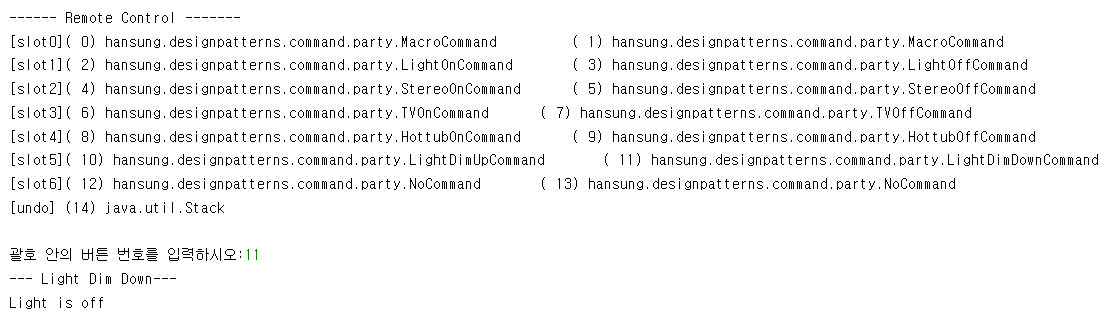 ------ Remote Control -------
[slot0]( 0) hansung.designpatterns.command.party.MacroCommand ( 1) hansung.designpatterns.command.party.MacroCommand
[slot1]( 2) hansung.designpatterns.command.party.LightOnCommand ( 3) hansung.designpatterns.command.party.LightOffCommand
[slot2]( 4) hansung.designpatterns.command.party.StereoOnCommand ( 5) hansung.designpatterns.command.party.StereoOffCommand
[slot3]( 6) hansung.designpatterns.command.party.TVOnCommand ( 7) hansung.designpatterns.command.party.TVOffCommand
[slot4]( 8) hansung.designpatterns.command.party.HottubOnCommand ( 9) hansung.designpatterns.command.party.HottubOffCommand
[slot5]( 10) hansung.designpatterns.command.party.LightDimUpCommand ( 11) hansung.designpatterns.command.party.LightDimDownCommand
[slot6]( 12) hansung.designpatterns.command.party.NoCommand ( 13) hansung.designpatterns.command.party.NoCommand
[undo] (14) java.util.Stack
괄호 안의 버튼 번호를 입력하시오:11
--- Light Dim Down---
Light is off